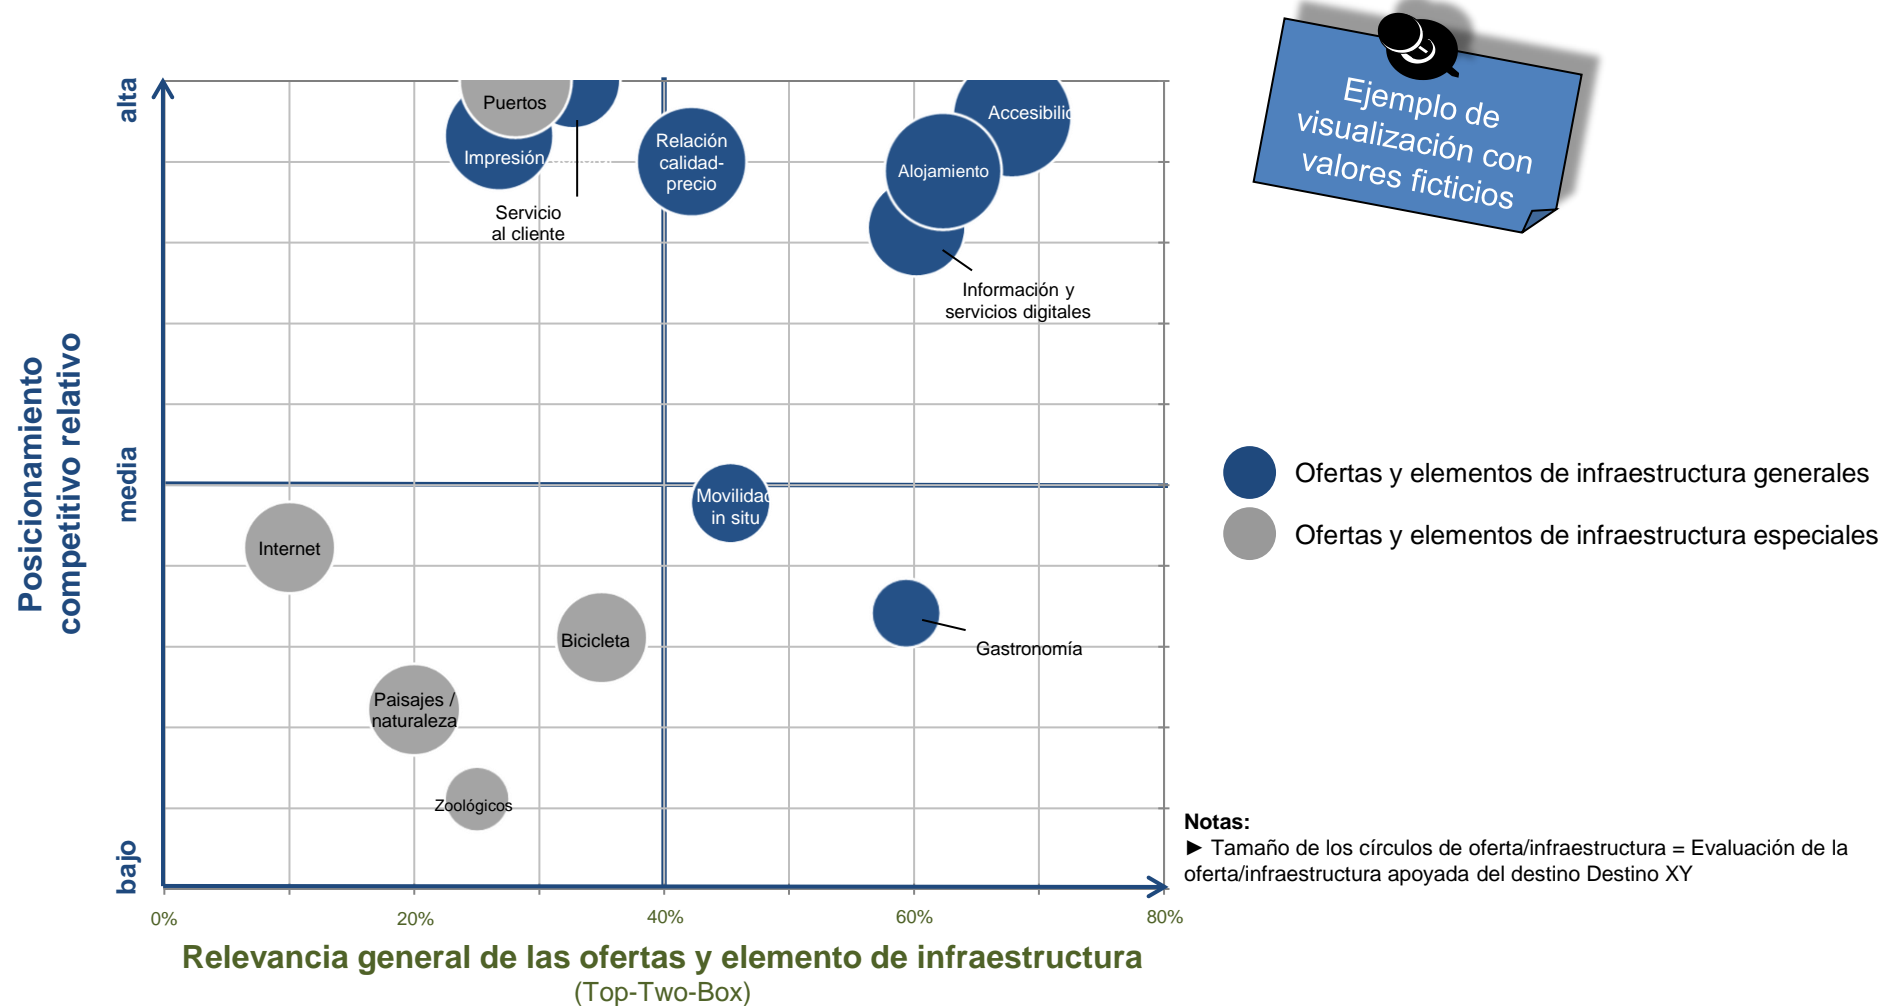 Ejemplo de
visualización con
valores ficticios
alta
media
bajo
Posicionamiento
competitivo relativo
Puertos
Impresión
Servicio
al cliente
Relación
calidad-
precio
Accesibilid
Alojamiento
Información y
servicios digitales
Movilidad
in situ
Internet
Bicicleta
Gastronomía
Paisajes /
naturaleza
Zoológicos
Ofertas y elementos de infraestructura generales
Ofertas y elementos de infraestructura especiales
Notas:
► Tamaño de los círculos de oferta/infraestructura = Evaluación de la
oferta/infraestructura apoyada del destino Destino XY
0%
20%
40%
60%
80%
Relevancia general de las ofertas y elemento de infraestructura
(Top-Two-Box)